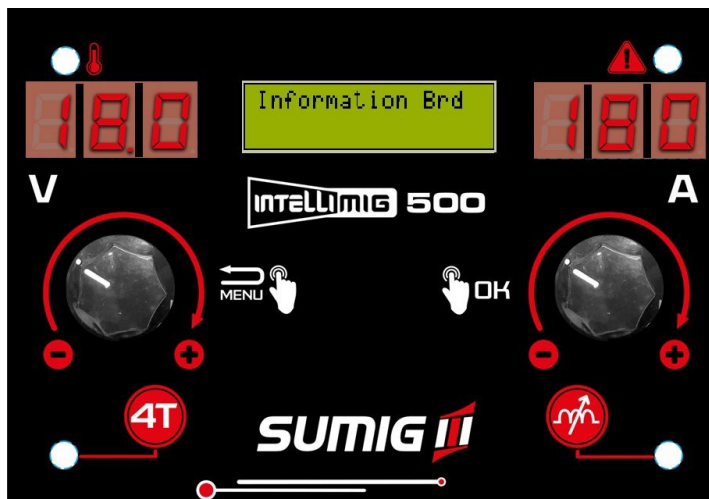 18.0
Information Brd
180
V
INTELLIMIG 500
A
MENU
OK
- +
- +
4T
SUMIG